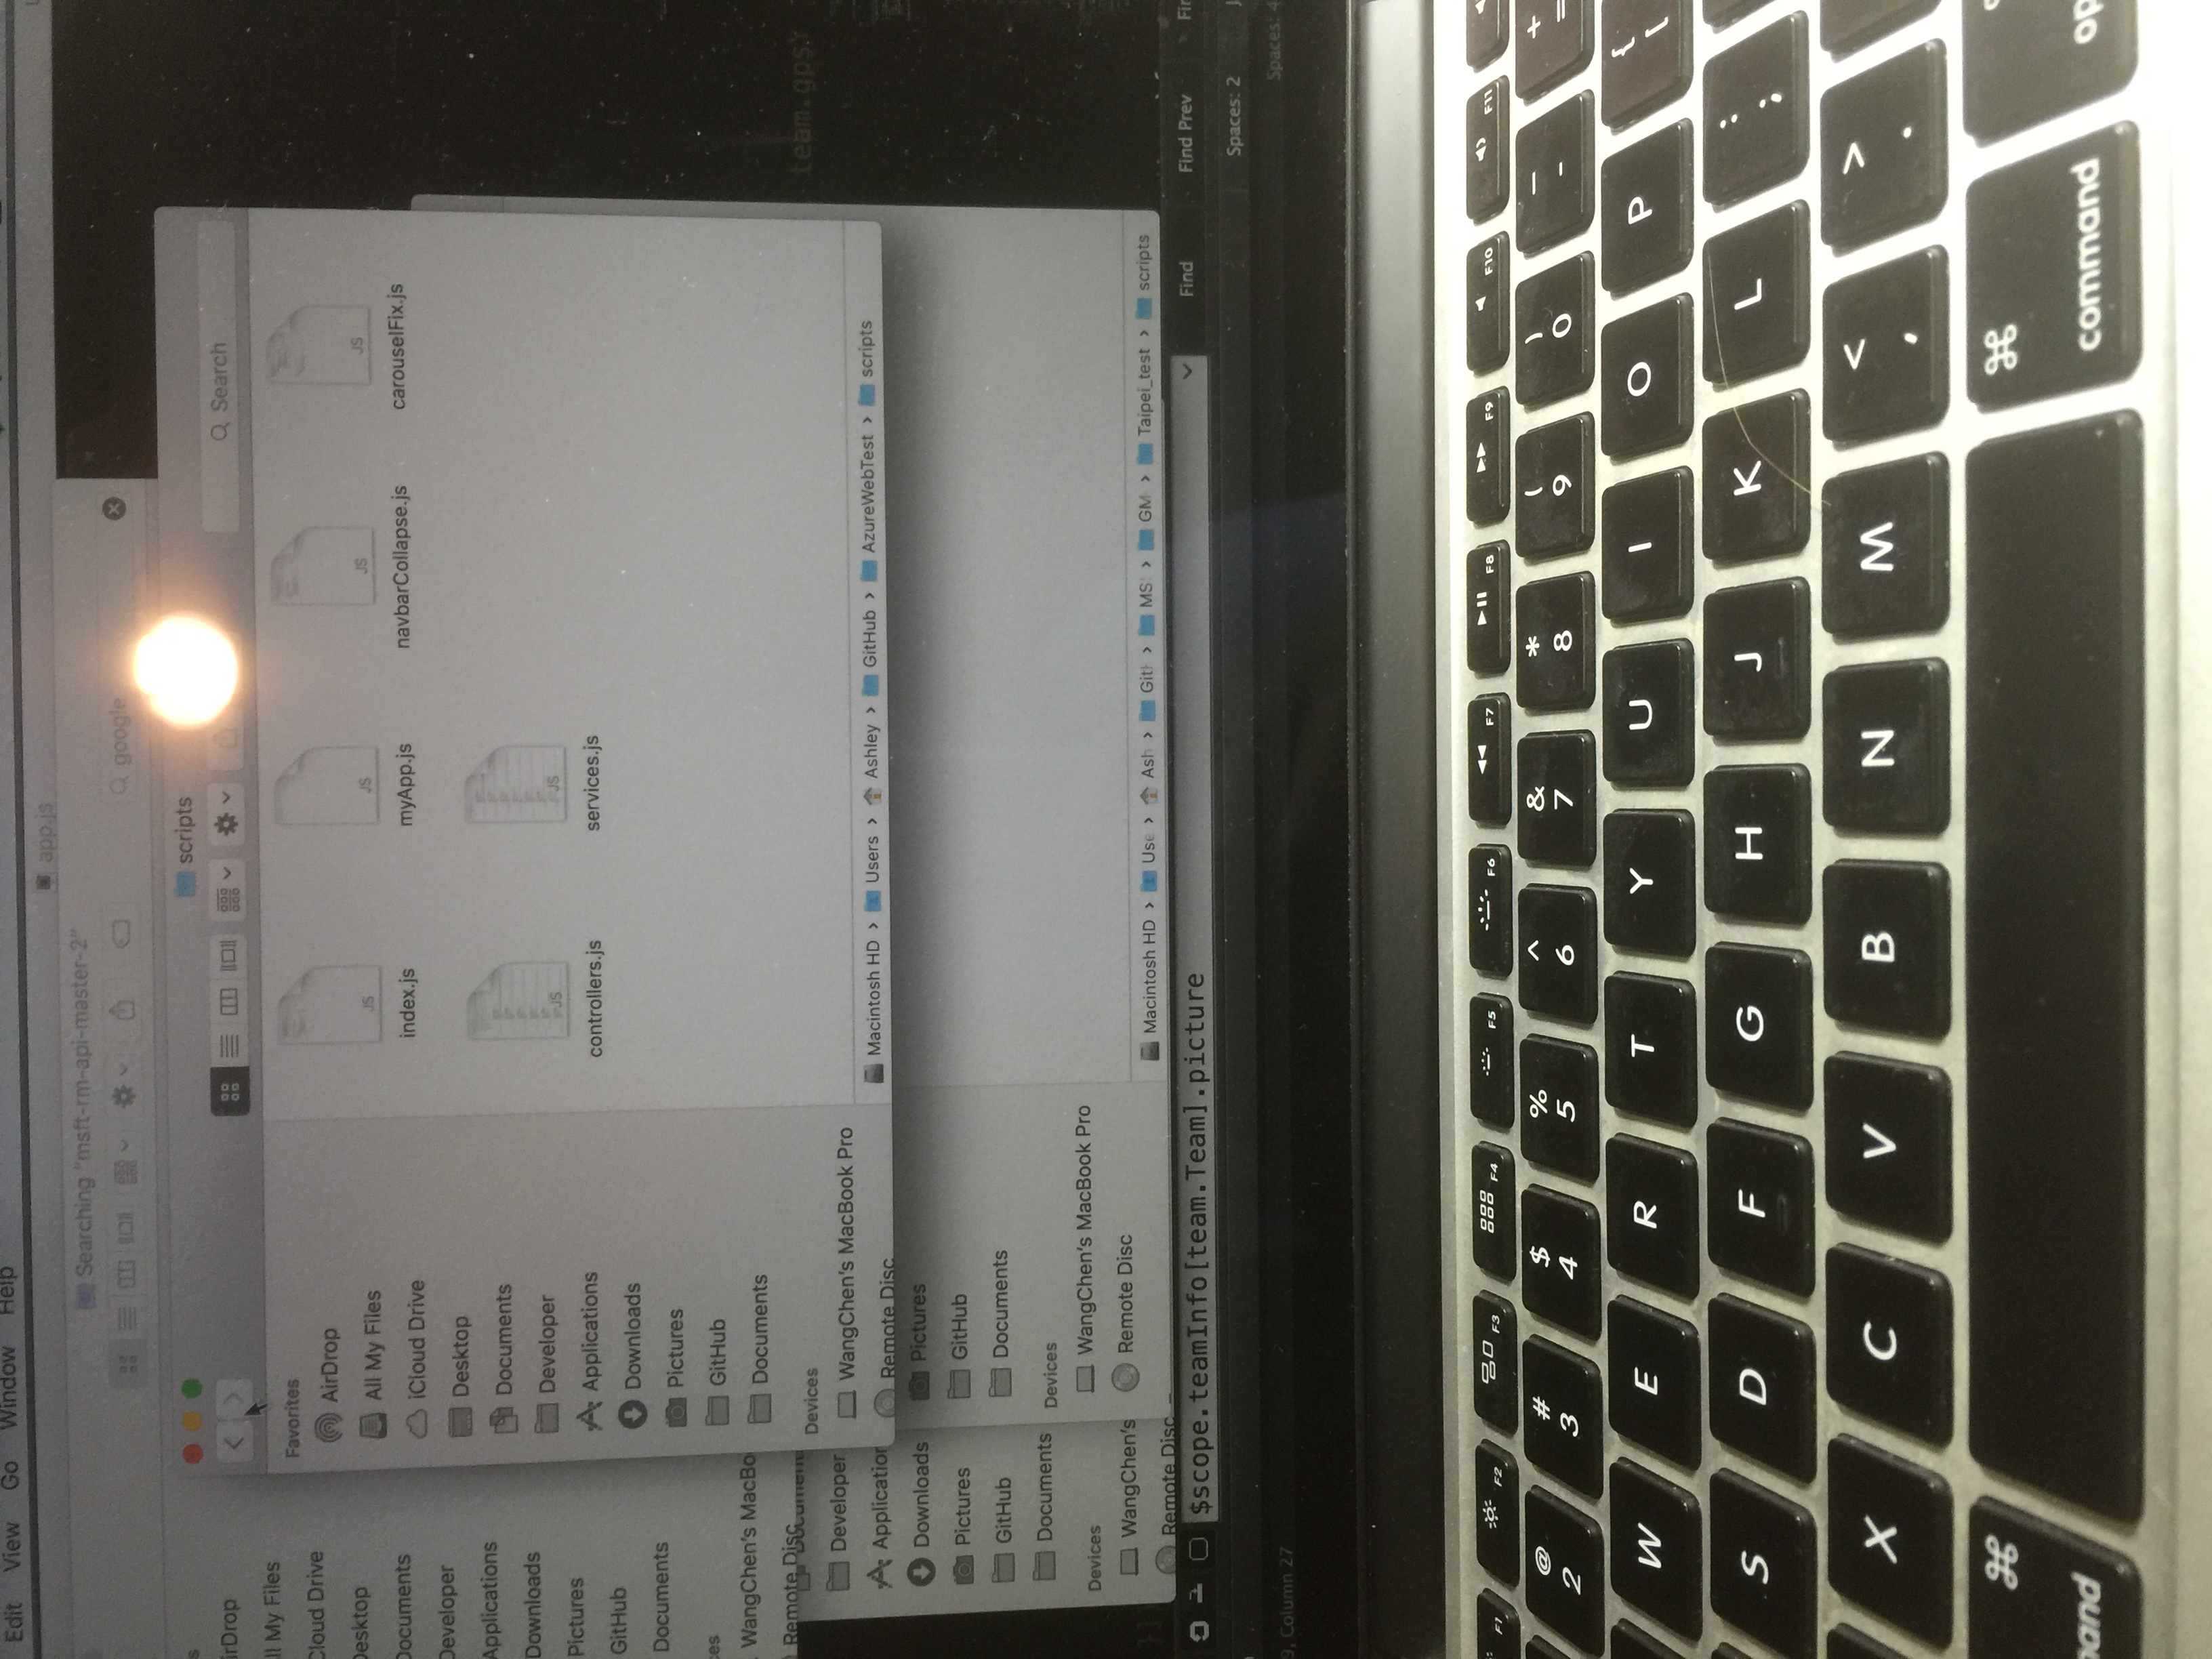 Edit View Go Window Help
app.js
Searching "msft-rm-api-master-2"
google
scripts
Search
irDrop
ll My Files
Cloud Drive
Desktop
Documents
Developer
Applications
Downloads
Pictures
GitHub
Documents
WangChen's MacBo
Remote Disc
Favorites
AirDrop
All My Files
iCloud Drive
Desktop
Documents
Developer
Applications
Downloads
Pictures
GitHub
Documents
Devices
WangChen's MacBook Pro
Remote Disc
JS JS JS JS
index.js myApp.js navbarCollapse.js carouselFix.js
JS JS
controllers.js services.js
Macintosh HD > Users > Ashley > GitHub > AzureWebTest > scripts
team.gpsY
Documents
Developer
Application
Downloads
Pictures
GitHub
Documents
Devices
WangChen's
Remote Disc
Pictures
GitHub
Documents
Devices
WangChen's MacBook Pro
Remote Disc
Macintosh HD > Use > Ash > Git > MS > GM > Taipei_test > scripts
$scope.teamInfo[team.Team].picture Find Find Prev Fi
Spaces: 2
9, Column 27 Spaces: 4
F1 F2 F3 F4 F5 F6 F7 F8 F9 F10 F11
@ # $ % ^ & * ( ) — +
2 3 4 5 6 7 8 9 0 - =
W E R T Y U I O P { [
S D F G H J K L : ;
X C V B N M < , > .
⌘ ⌘
mand command op